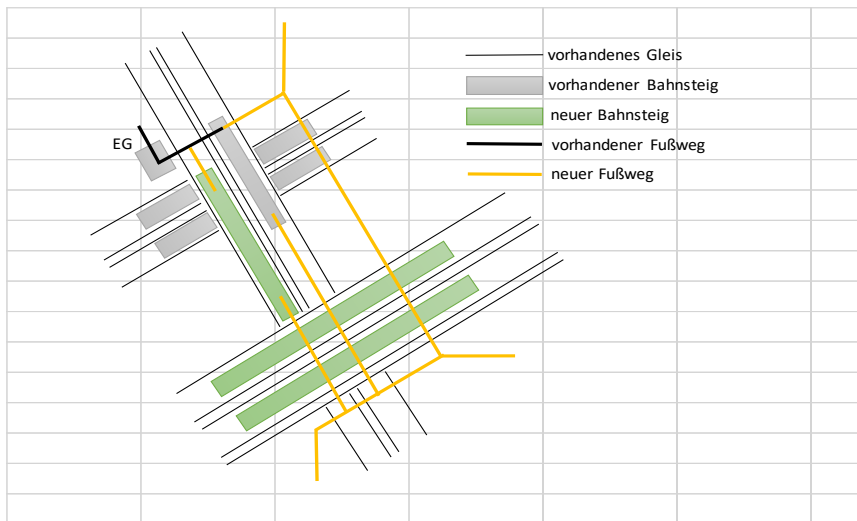 vorhandenes Gleis
vorhandener Bahnsteig
neuer Bahnsteig
vorhandener Fußweg
neuer Fußweg
EG